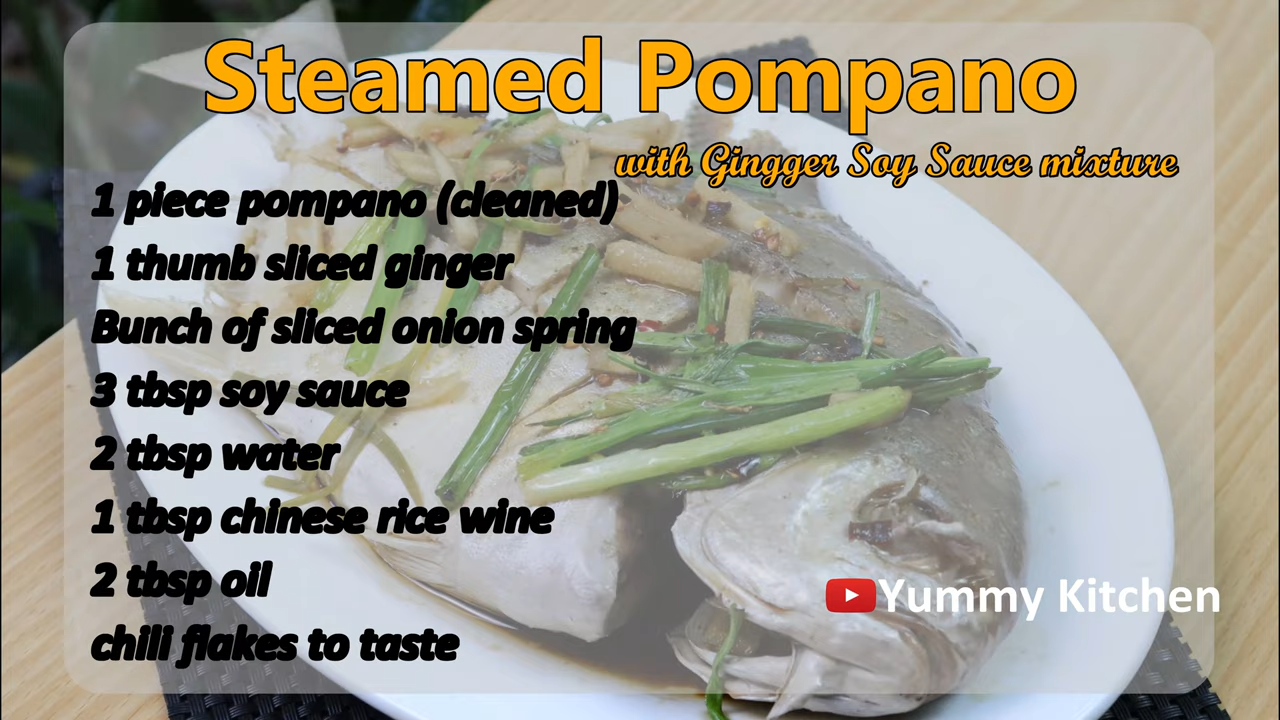 Steamed Pompano
with Gingger Soy Sauce mixture
1 piece pompano (cleaned)
1 thumb sliced ginger
Bunch of sliced onion spring
3 tbsp soy sauce
2 tbsp water
1 tbsp chinese rice wine
2 tbsp oil
chili flakes to taste
Yummy Kitchen